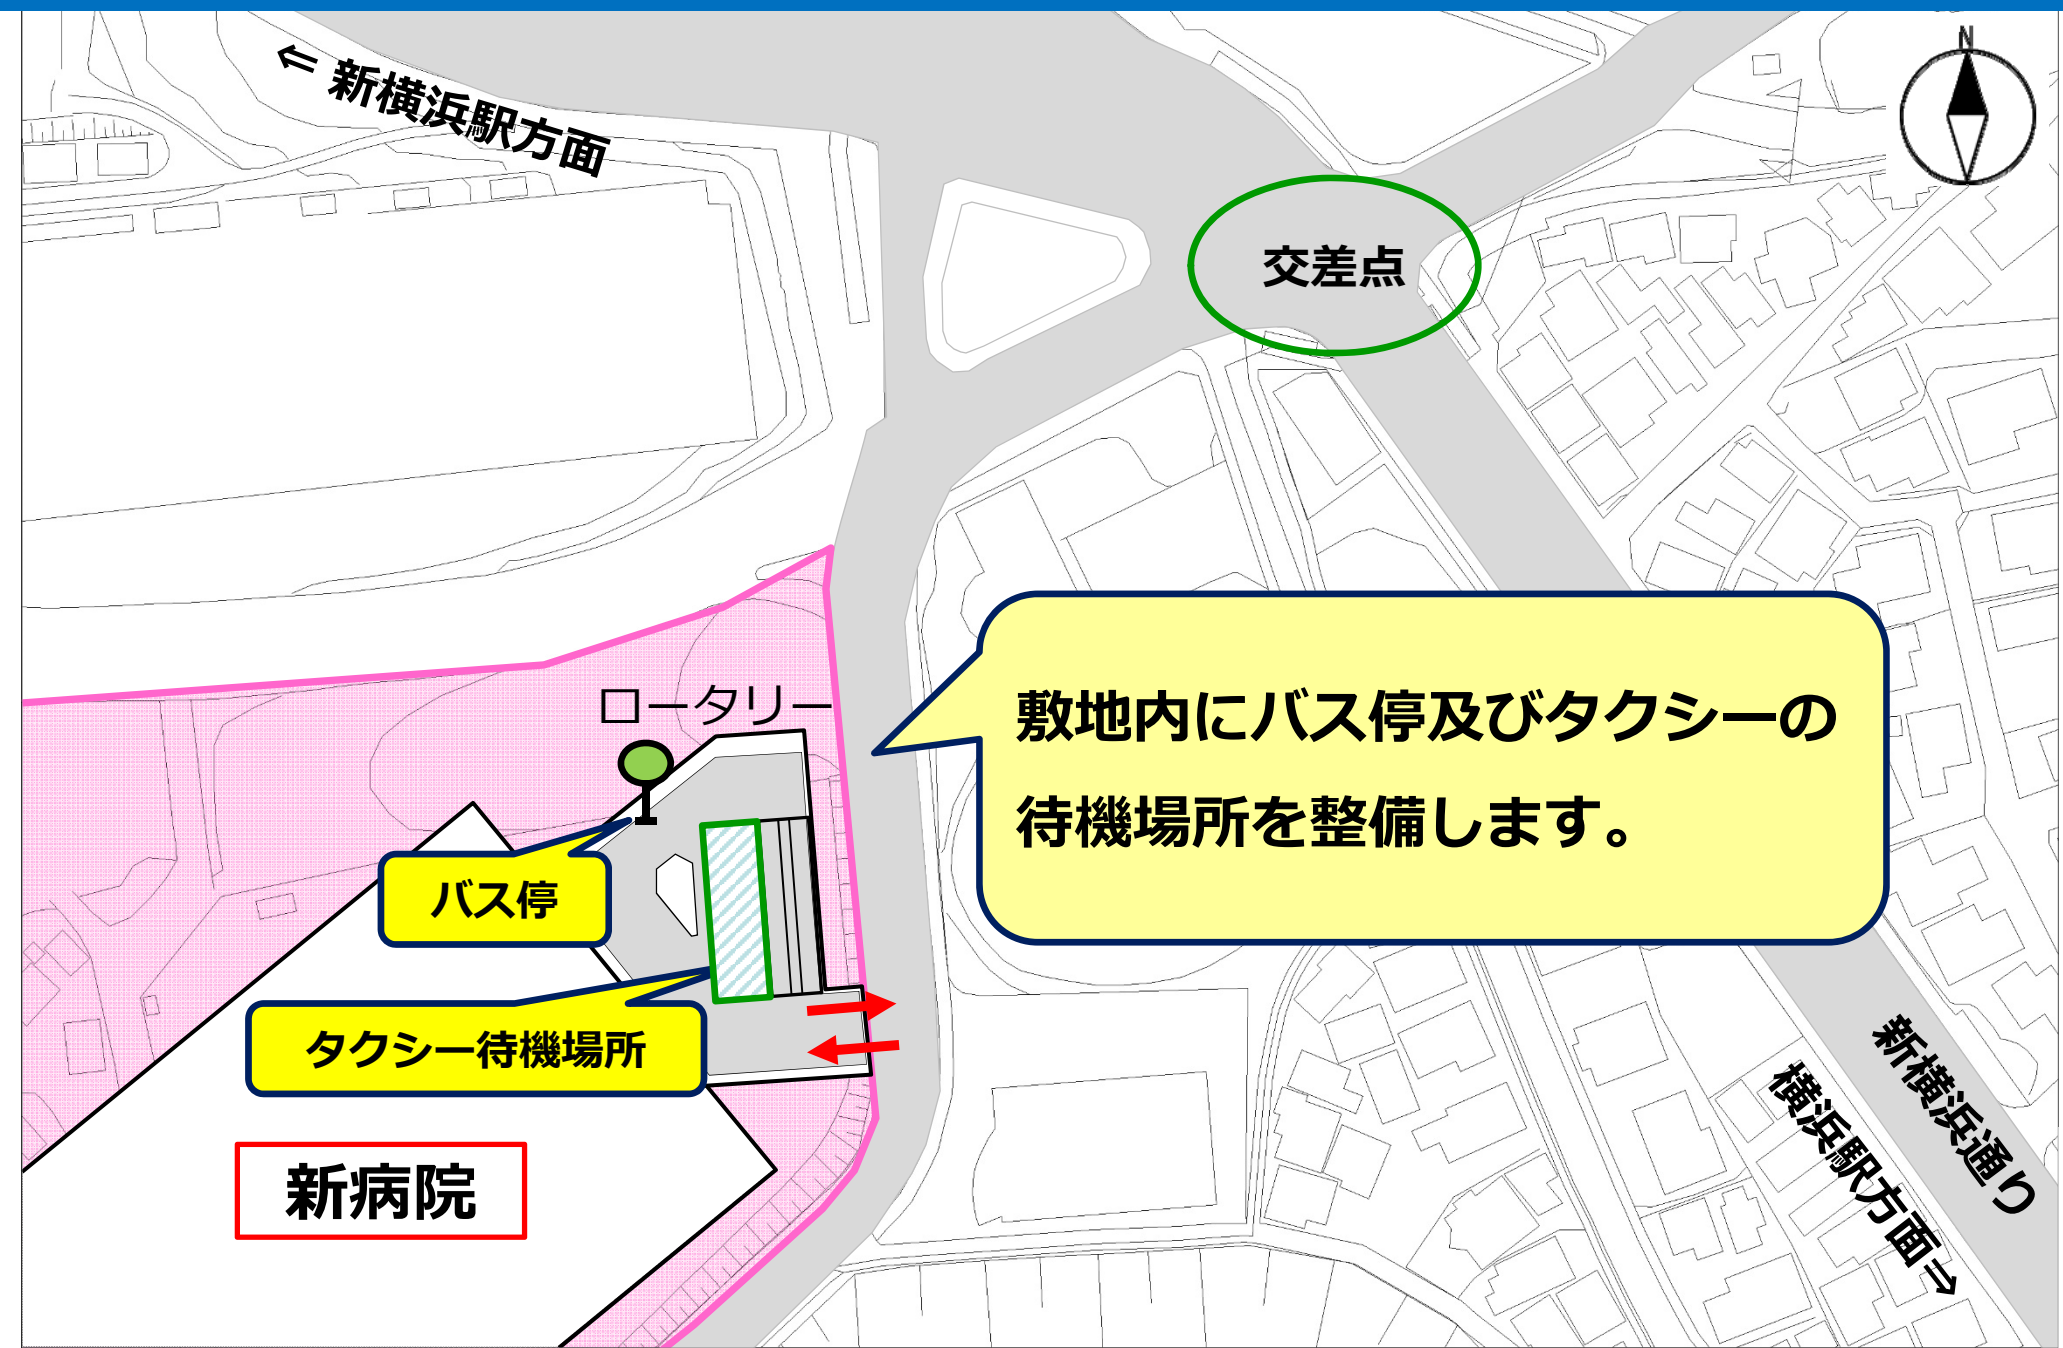 ⇐ 新横浜駅方面
N
交差点
ロータリー
敷地内にバス停及びタクシーの
待機場所を整備します。
バス停
タクシー待機場所
新病院
新横浜通り
横浜駅方面⇒